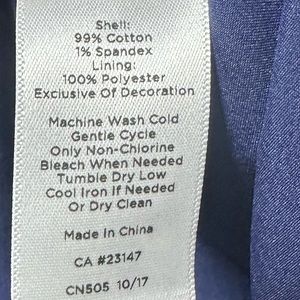 Shell:
99% Cotton
1% Spandex
Lining:
100% Polyester
Exclusive Of Decoration
Machine Wash Cold
Gentle Cycle
Only Non-Chlorine
Bleach When Needed
Tumble Dry Low
Cool Iron If Needed
Or Dry Clean
Made In China
CA #23147
CN505 10/17